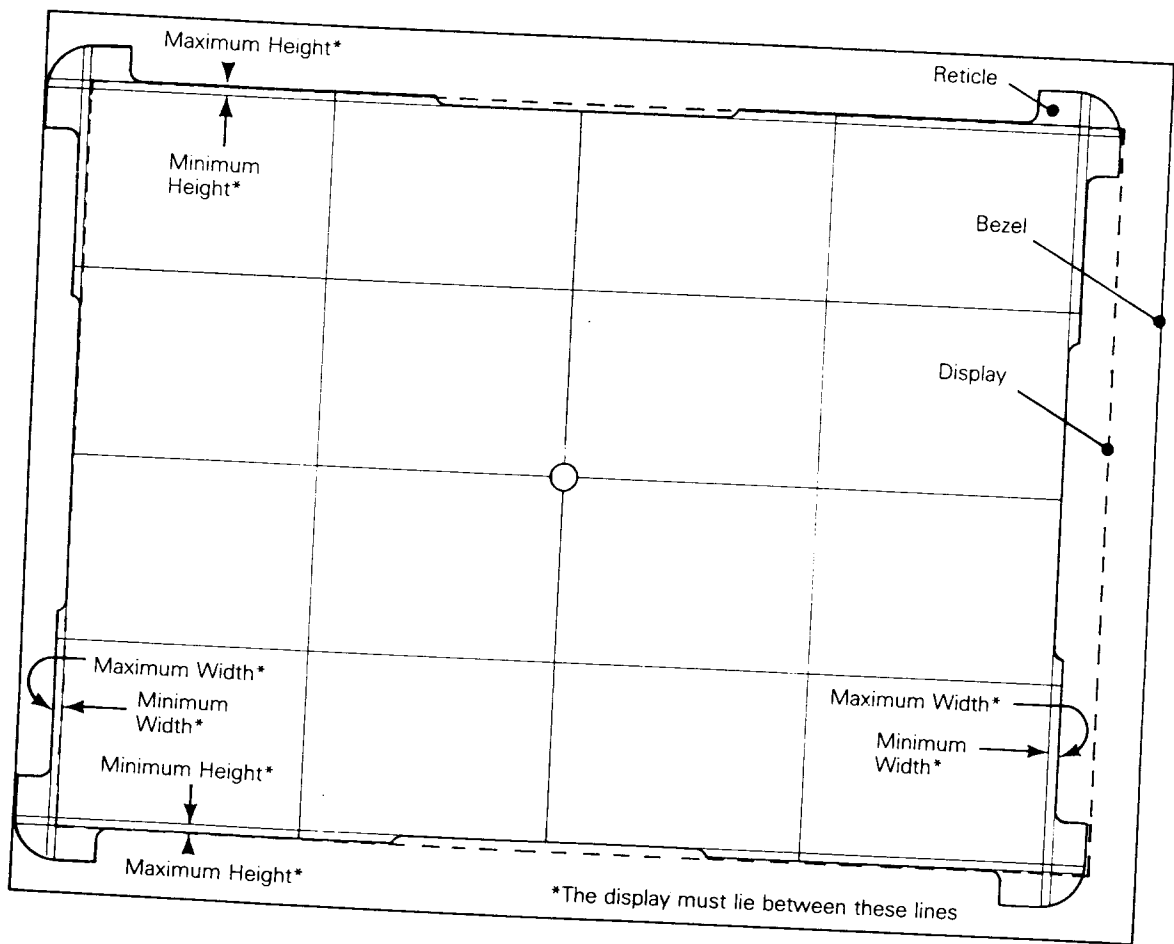 Maximum Height*
Reticle
Minimum
Height*
Bezel
Display
Maximum Width*
Minimum
Width*
Maximum Width*
Minimum
Width*
Minimum Height*
Maximum Height*
*The display must lie between these lines